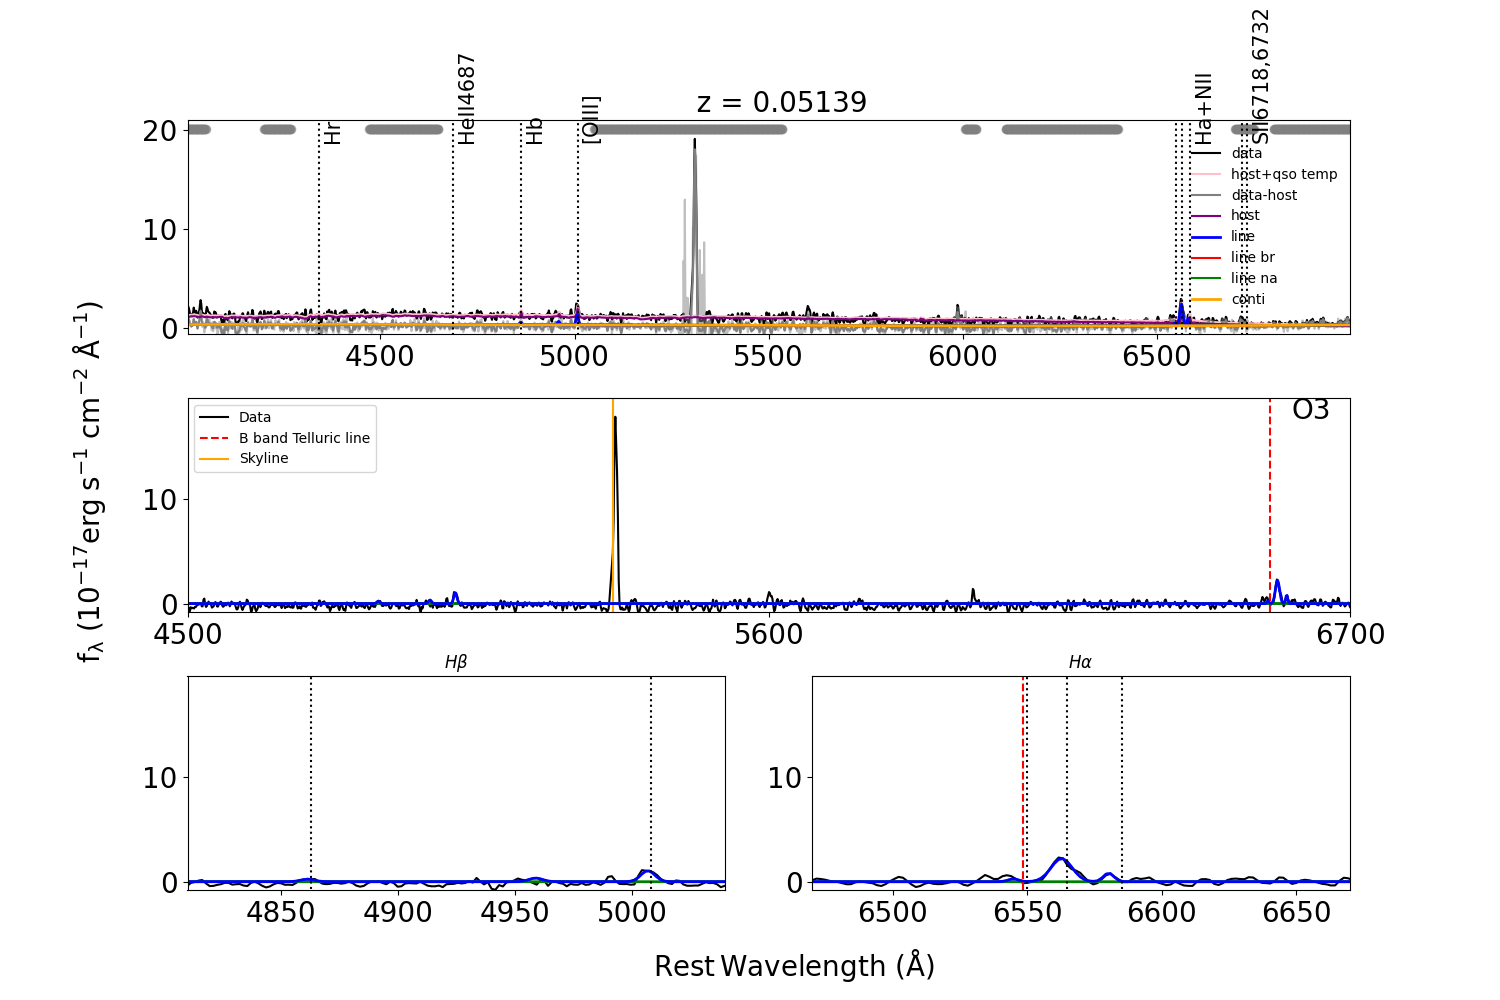 z = 0.05139
Hr
HeII4687
Hb
[OIII]
Ha+NII
SII6718,6732
20
10
0
data
host+qso temp
data-host
host
line
line br
line na
conti
4500 5000 5500 6000 6500
Data
B band Telluric line
Skyline
O3
10
0
4500 5600 6700
fλ (10⁻¹⁷erg s⁻¹ cm⁻² Å⁻¹)
Hβ
10
0
4850 4900 4950 5000
Hα
10
0
6500 6550 6600 6650
Rest Wavelength (Å)